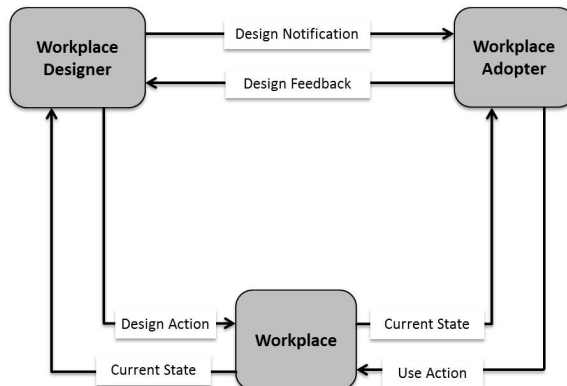 Workplace
Designer
Design Notification
Workplace
Adopter
Design Feedback
Design Action
Workplace
Current State
Current State
Use Action